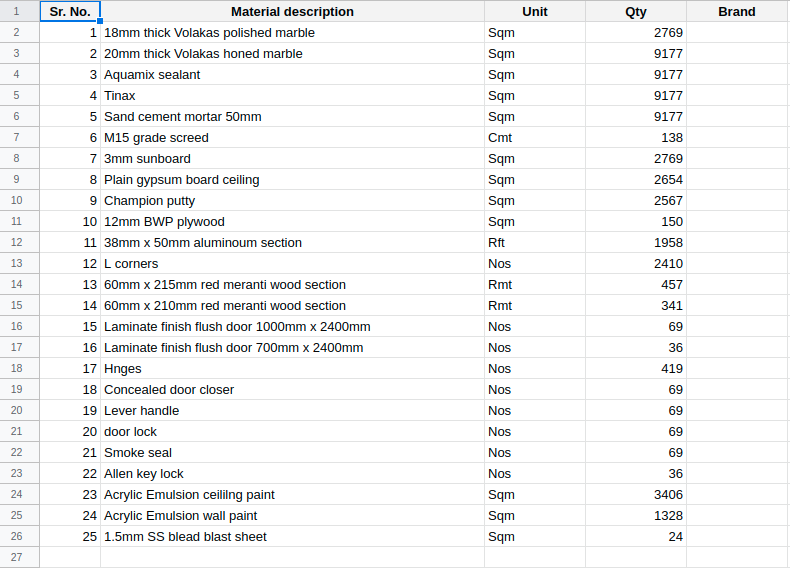 1 Sr. No. Material description Unit Qty Brand
2 1 18mm thick Volakas polished marble Sqm 2769
3 2 20mm thick Volakas honed marble Sqm 9177
4 3 Aquamix sealant Sqm 9177
5 4 Tinax Sqm 9177
6 5 Sand cement mortar 50mm Sqm 9177
7 6 M15 grade screed Cmt 138
8 7 3mm sunboard Sqm 2769
9 8 Plain gypsum board ceiling Sqm 2654
10 9 Champion putty Sqm 2567
11 10 12mm BWP plywood Sqm 150
12 11 38mm x 50mm aluminoum section Rft 1958
13 12 L corners Nos 2410
14 13 60mm x 215mm red meranti wood section Rmt 457
15 14 60mm x 210mm red meranti wood section Rmt 341
16 15 Laminate finish flush door 1000mm x 2400mm Nos 69
17 16 Laminate finish flush door 700mm x 2400mm Nos 36
18 17 Hnges Nos 419
19 18 Concealed door closer Nos 69
20 19 Lever handle Nos 69
21 20 door lock Nos 69
22 21 Smoke seal Nos 69
23 22 Allen key lock Nos 36
24 23 Acrylic Emulsion ceililng paint Sqm 3406
25 24 Acrylic Emulsion wall paint Sqm 1328
26 25 1.5mm SS blead blast sheet Sqm 24
27